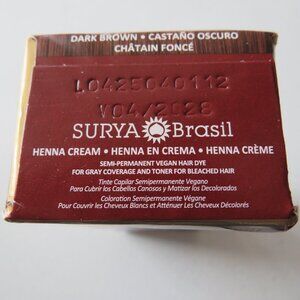 DARK BROWN • CASTAÑO OSCURO
CHÂTAIN FONCÉ
L0425040112
V04/2028
SURYA Brasil
HENNA CREAM • HENNA EN CREMA • HENNA CRÈME
SEMI-PERMANENT VEGAN HAIR DYE
FOR GRAY COVERAGE AND TONER FOR BLEACHED HAIR
Tinte Capilar Semipermanente Vegano
Para Cubrir los Cabellos Canosos y Matizar los Decolorados
Coloration Semipermanente Végane
Pour Couvrir les Cheveux Blancs et Atténuer Les Cheveux Décolorés